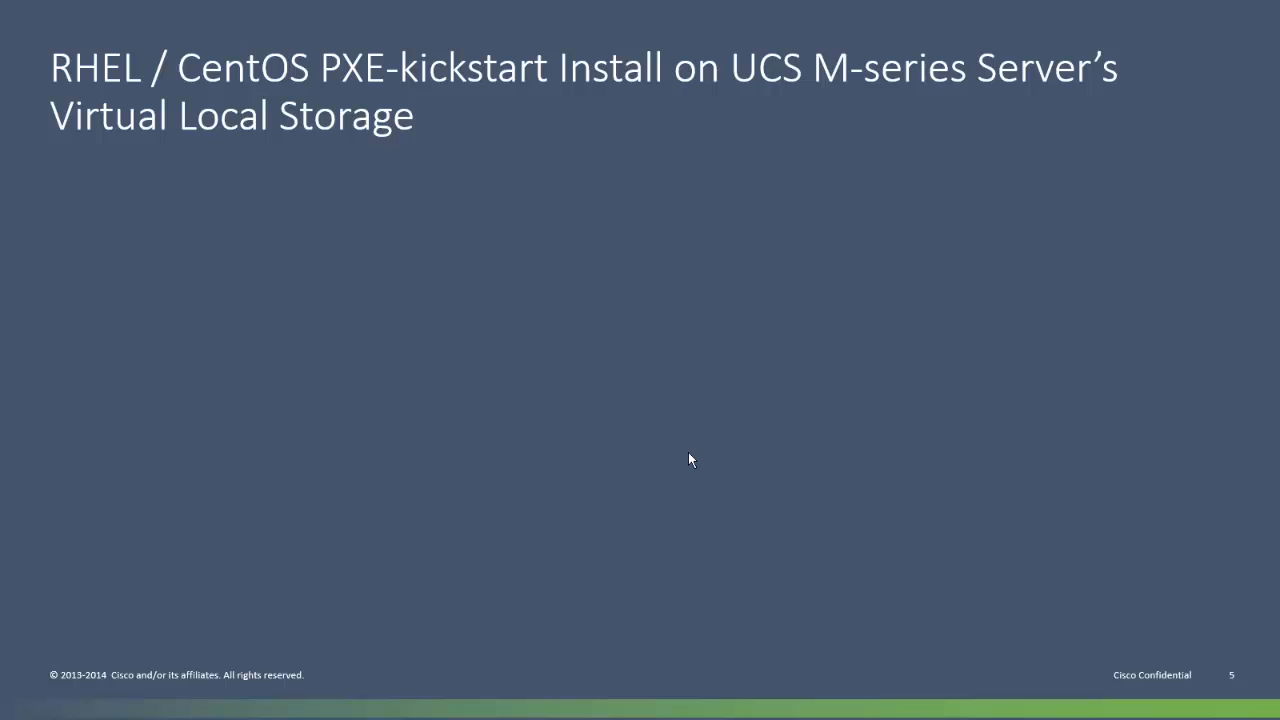 RHEL / CentOS PXE-kickstart Install on UCS M-series Server’s
Virtual Local Storage
© 2013-2014 Cisco and/or its affiliates. All rights reserved.
Cisco Confidential
5